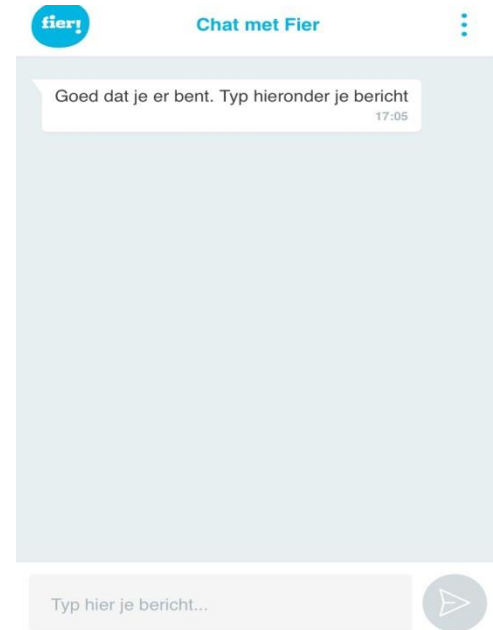 fier!
Chat met Fier
Goed dat je er bent. Typ hieronder je bericht
17:05
Typ hier je bericht...